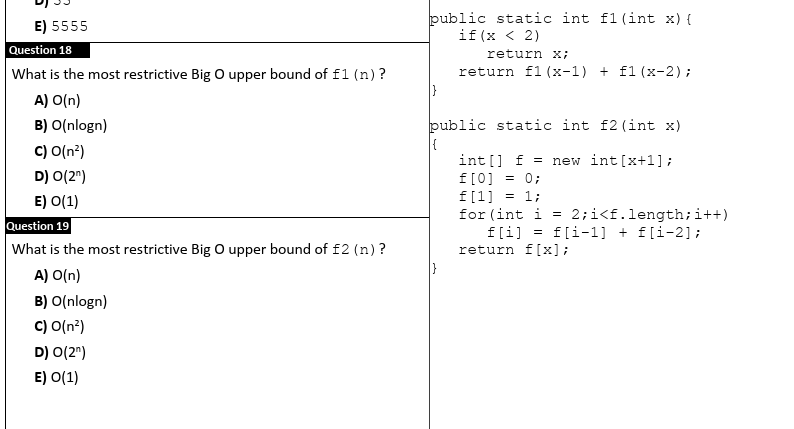 E) 5555
Question 18
What is the most restrictive Big O upper bound of f1(n)?
A) O(n)
B) O(nlogn)
C) O(n²)
D) O(2ⁿ)
E) O(1)
Question 19
What is the most restrictive Big O upper bound of f2(n)?
A) O(n)
B) O(nlogn)
C) O(n²)
D) O(2ⁿ)
E) O(1)
public static int f1(int x){
if(x < 2)
return x;
return f1(x-1) + f1(x-2);
}
public static int f2(int x)
{
int[] f = new int[x+1];
f[0] = 0;
f[1] = 1;
for(int i = 2;i<f.length;i++)
f[i] = f[i-1] + f[i-2];
return f[x];
}